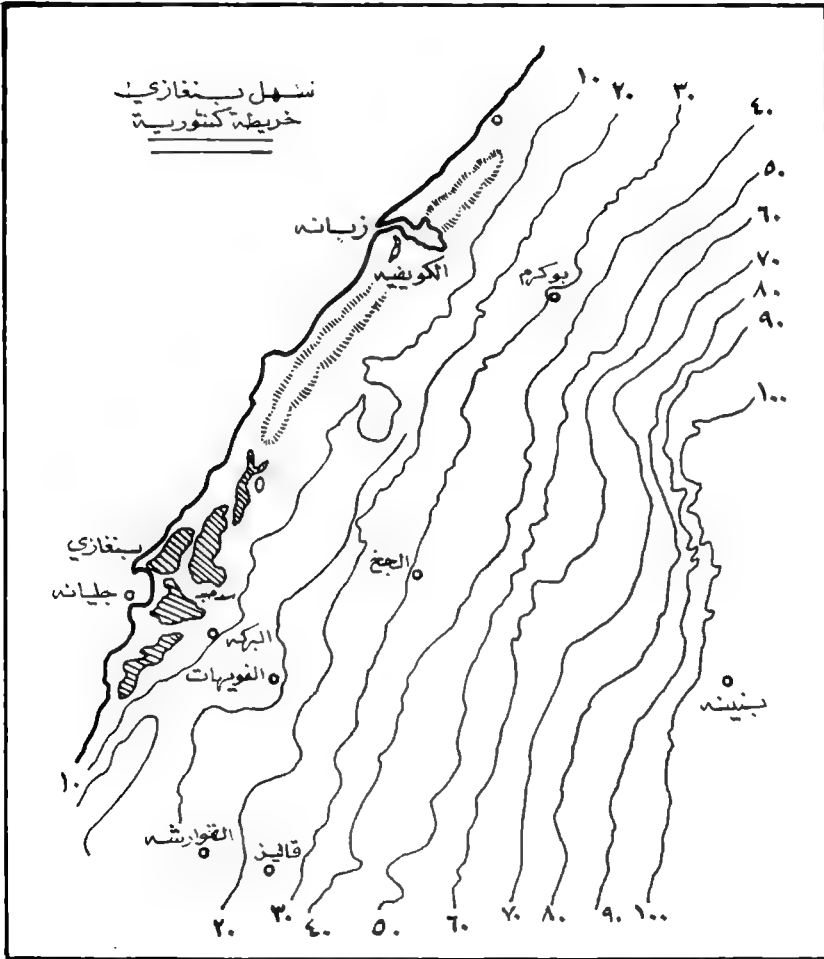 سهل بنغازي
خريطة كنتورية
١٠
٢٠
٣٠
٤٠
٥٠
٦٠
٧٠
٨٠
٩٠
١٠٠
زيانه
الكويفيه
بوكرم
بنغازي
جليانه
الجخ
البركه
الفويهات
بنينه
١٠
القوارشه
قاليز
٢٠
٣٠
٤٠
٥٠
٦٠
٧٠
٨٠
٩٠
١٠٠